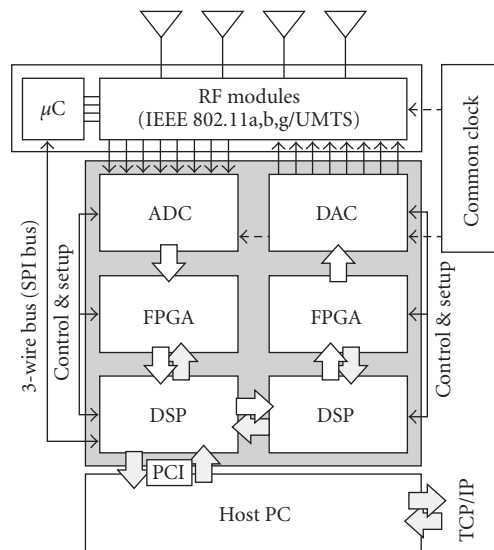 μC
RF modules
(IEEE 802.11a,b,g/UMTS)
Common clock
ADC
DAC
3-wire bus (SPI bus)
Control & setup
FPGA
FPGA
Control & setup
DSP
DSP
PCI
Host PC
TCP/IP